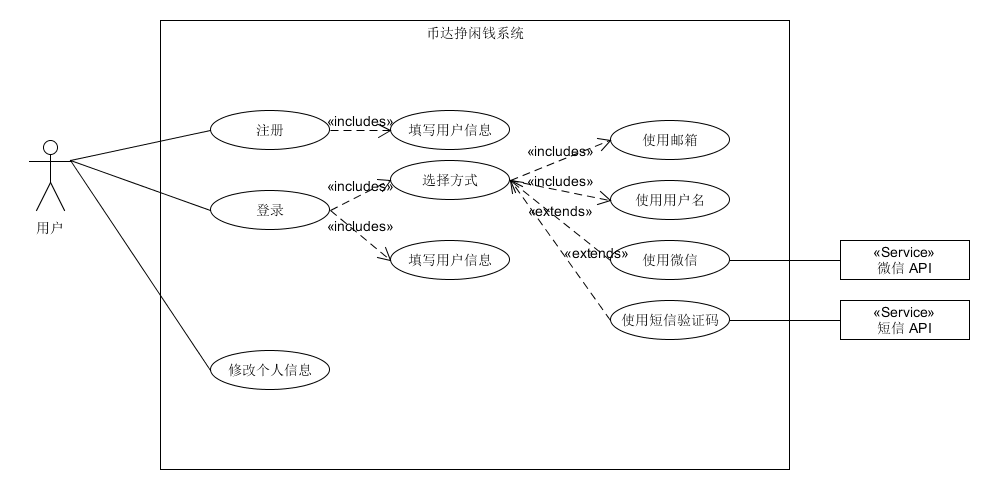 币达挣闲钱系统
注册
«includes»
填写用户信息
使用邮箱
«includes»
选择方式
«includes»
«includes»
使用用户名
登录
«extends»
«includes»
用户
填写用户信息
«extends»
使用微信
«Service»
微信 API
使用短信验证码
«Service»
短信 API
修改个人信息